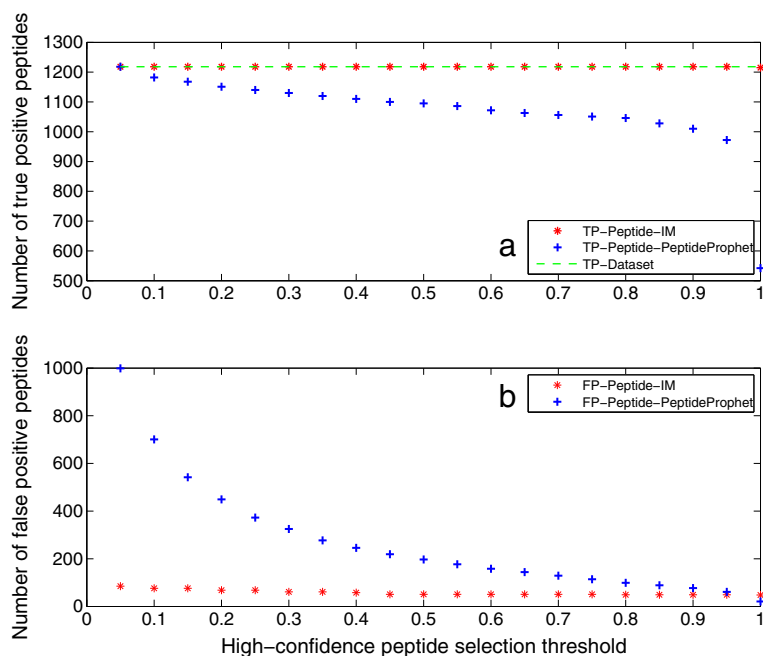 1300
1200
1100
1000
900
800
700
600
500
Number of true positive peptides
a
TP-Peptide-IM
TP-Peptide-PeptideProphet
TP-Dataset
0 0.1 0.2 0.3 0.4 0.5 0.6 0.7 0.8 0.9 1
1000
800
600
400
200
0
Number of false positive peptides
b
FP-Peptide-IM
FP-Peptide-PeptideProphet
0 0.1 0.2 0.3 0.4 0.5 0.6 0.7 0.8 0.9 1
High-confidence peptide selection threshold